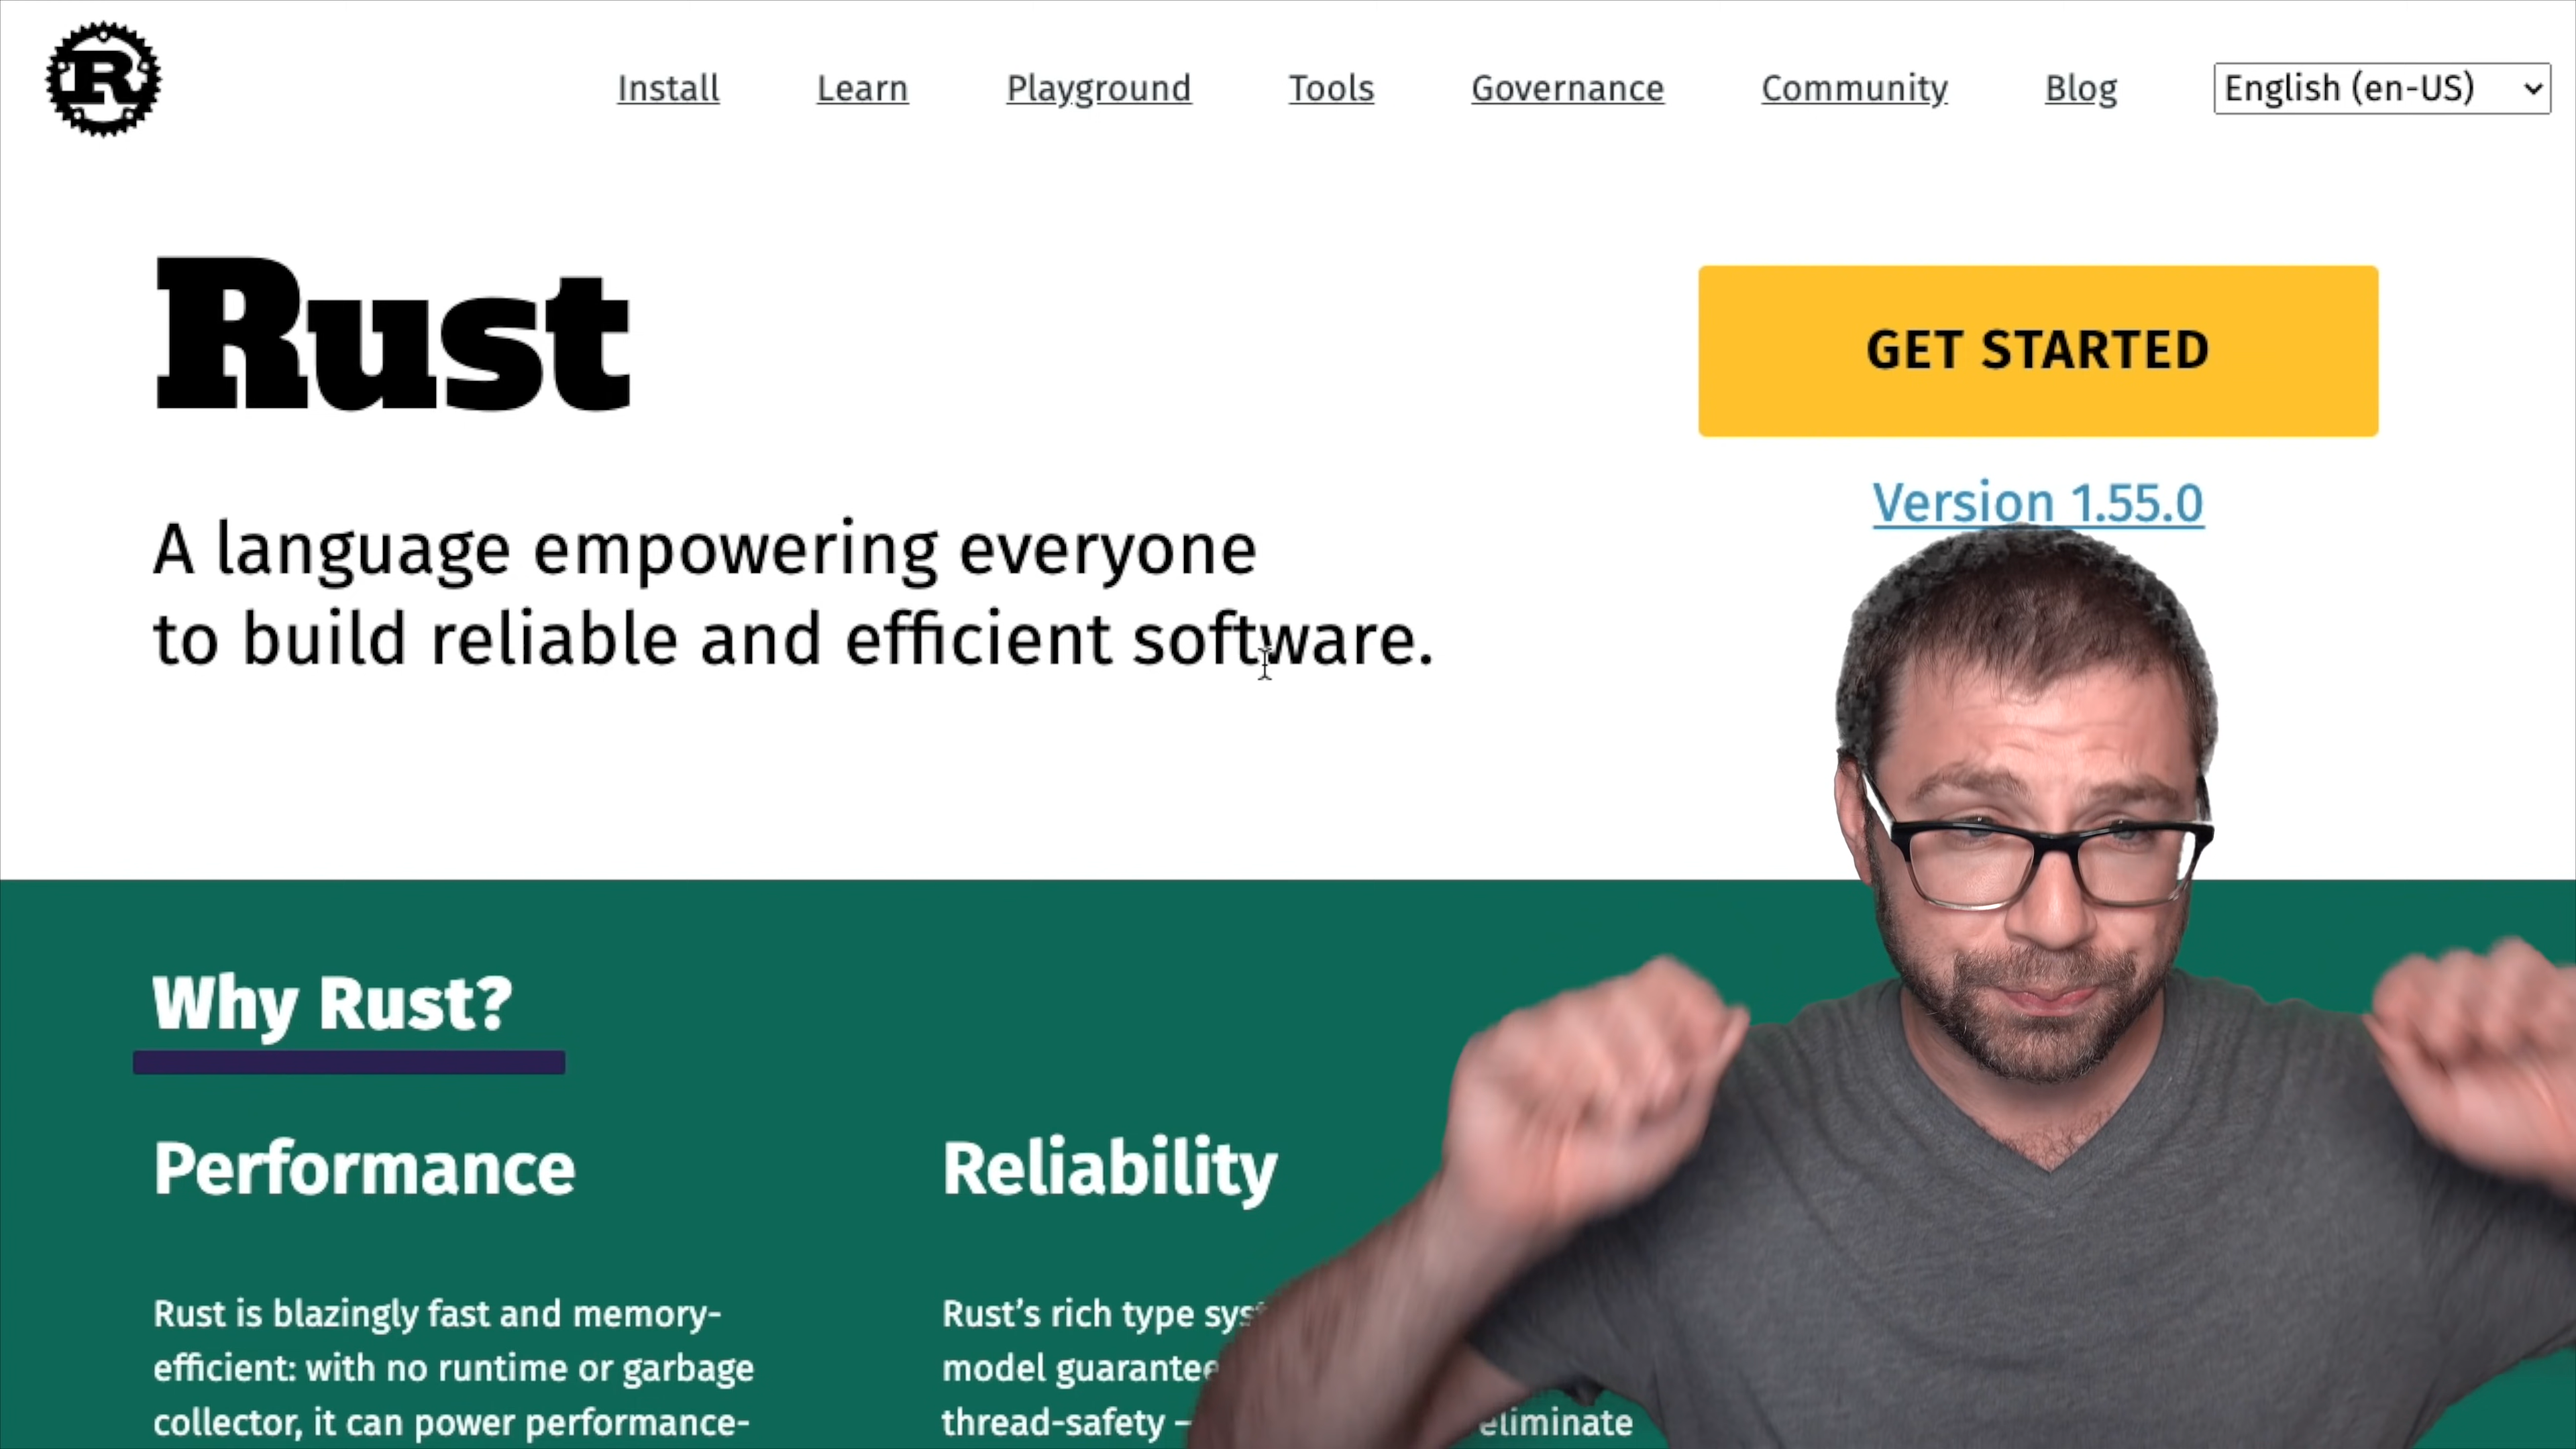 R
Install Learn Playground Tools Governance Community Blog English (en-US)
Rust
GET STARTED
Version 1.55.0
A language empowering everyone
to build reliable and efficient software.
Why Rust?
Performance
Rust is blazingly fast and memory-
efficient: with no runtime or garbage
collector, it can power performance-
Reliability
Rust’s rich type
model
thread-safety –
eliminate